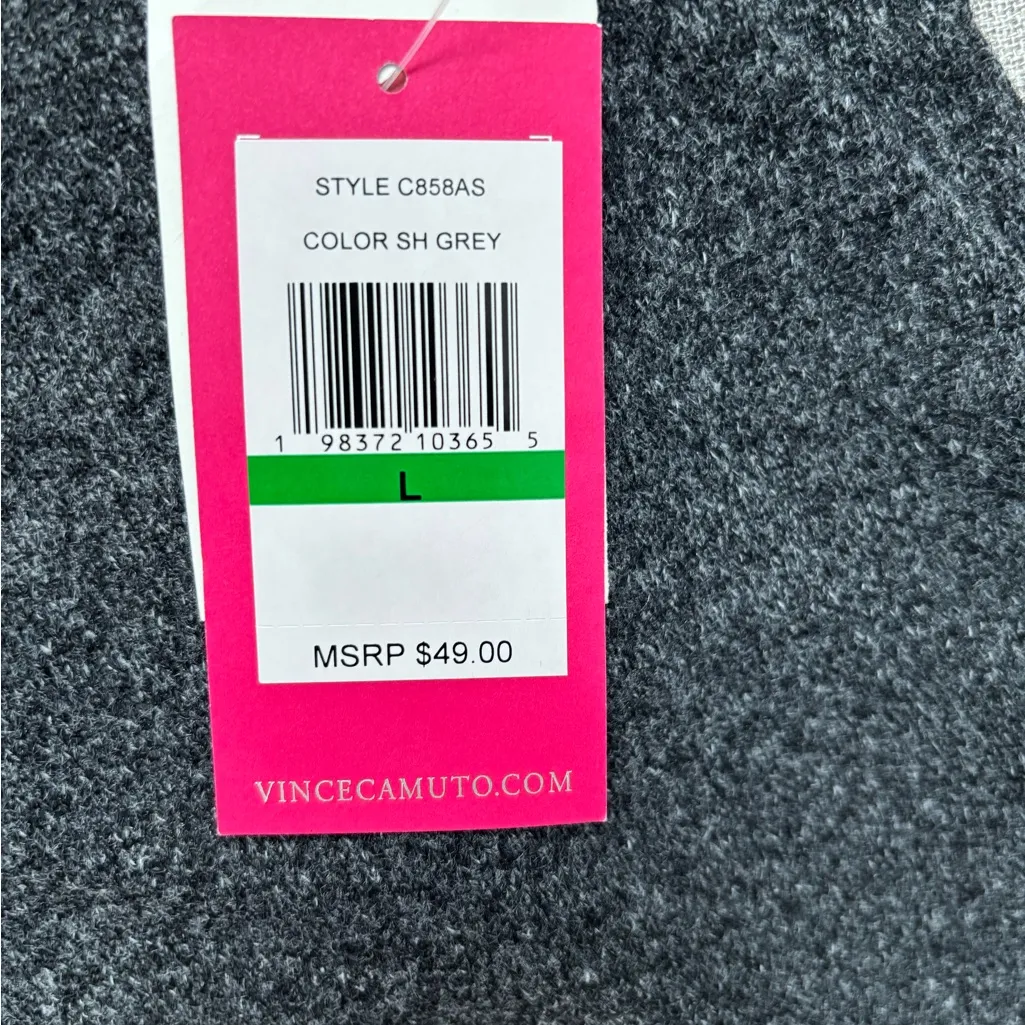 STYLE C858AS
COLOR SH GREY
1 98372 10365 5
L
MSRP $49.00
VINCECAMUTO.COM